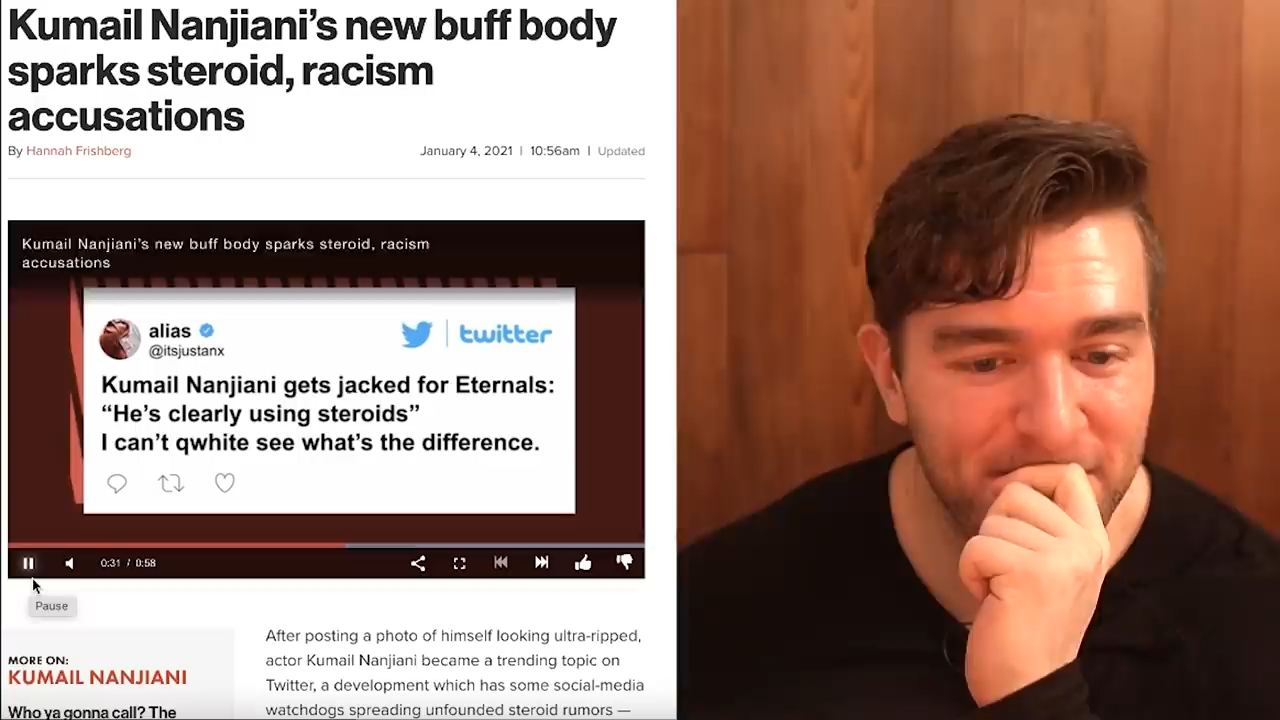 Kumail Nanjiani’s new buff body
sparks steroid, racism
accusations
By Hannah Frishberg
January 4, 2021 | 10:56am | Updated
Kumail Nanjiani’s new buff body sparks steroid, racism
accusations
alias
@itsjustanx
twitter
Kumail Nanjiani gets jacked for Eternals:
“He’s clearly using steroids”
I can’t qwhite see what’s the difference.
0:31 / 0:58
Pause
MORE ON:
KUMAIL NANJIANI
Who ya gonna call? The
After posting a photo of himself looking ultra-ripped,
actor Kumail Nanjiani became a trending topic on
Twitter, a development which has some social-media
watchdogs spreading unfounded steroid rumors —